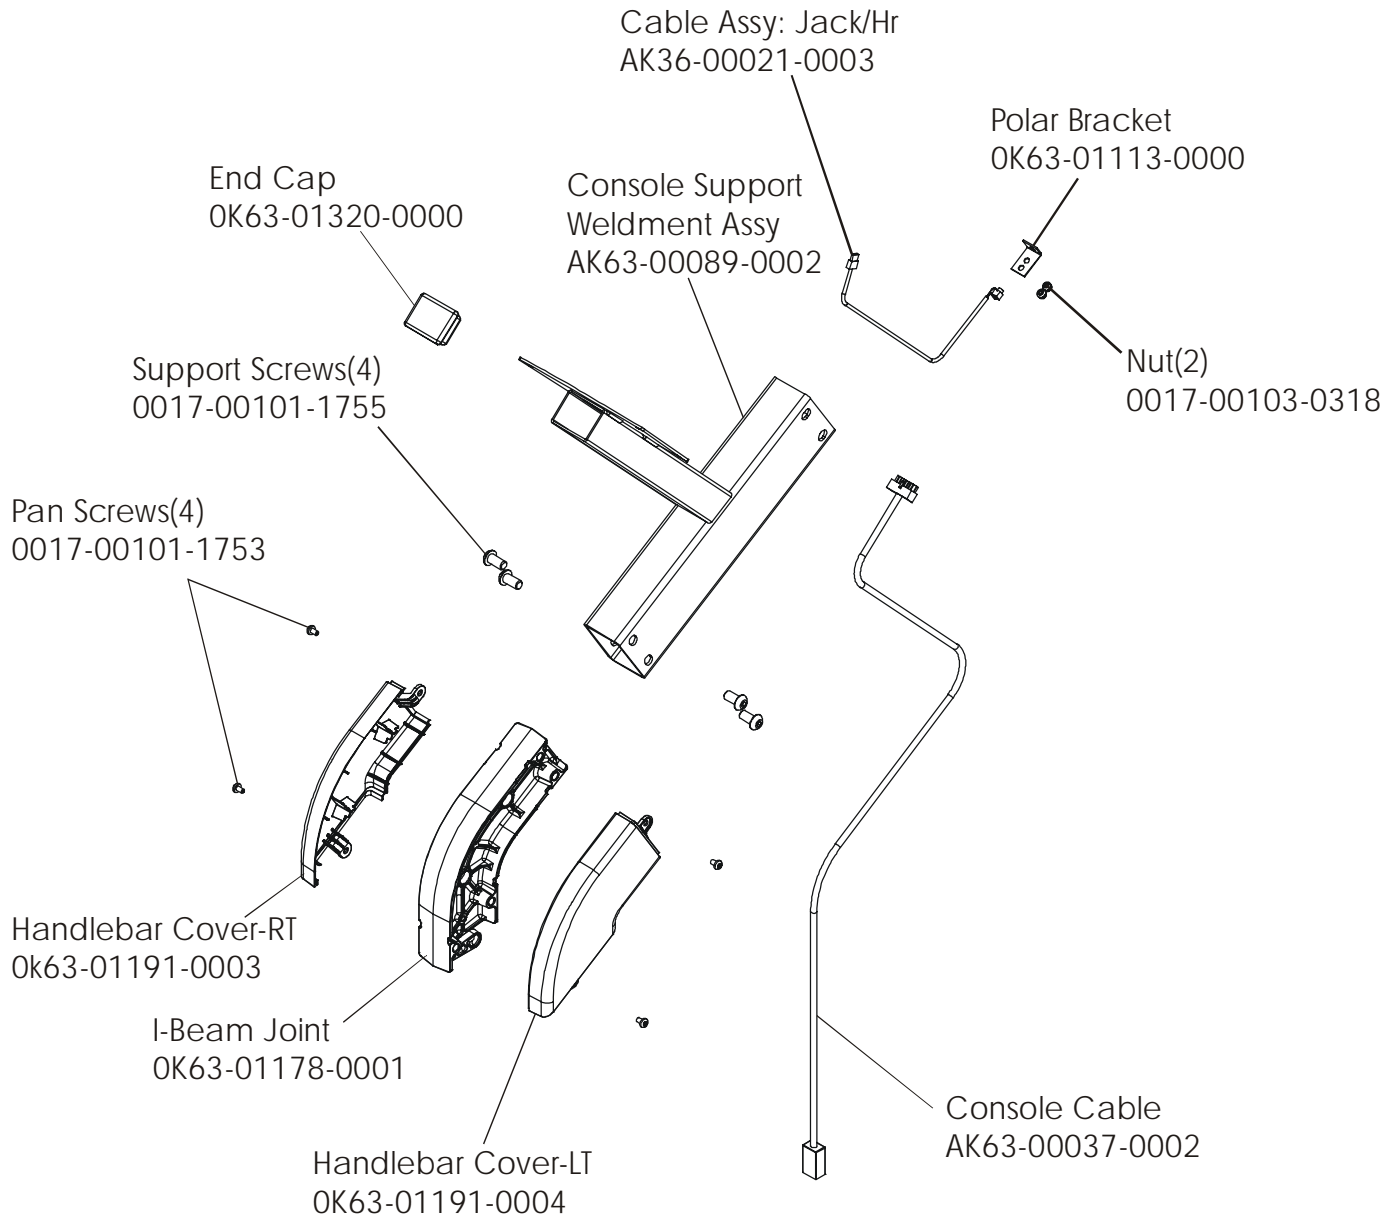 Cable Assy: Jack/Hr
AK36-00021-0003
Polar Bracket
0K63-01113-0000
End Cap
0K63-01320-0000
Console Support
Weldment Assy
AK63-00089-0002
Support Screws(4)
0017-00101-1755
Nut(2)
0017-00103-0318
Pan Screws(4)
0017-00101-1753
Handlebar Cover-RT
0k63-01191-0003
I-Beam Joint
0K63-01178-0001
Console Cable
AK63-00037-0002
Handlebar Cover-LT
0K63-01191-0004